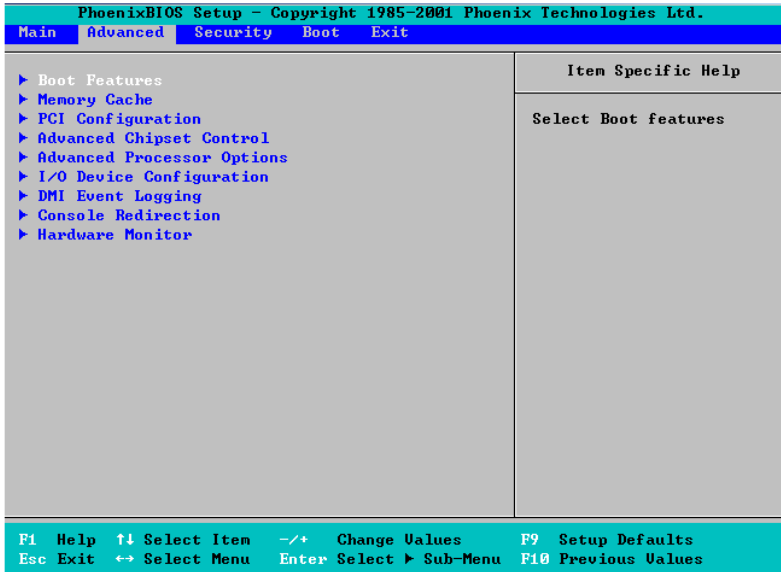 PhoenixBIOS Setup - Copyright 1985-2001 Phoenix Technologies Ltd.
Main Advanced Security Boot Exit
Item Specific Help
▶ Boot Features
▶ Memory Cache
▶ PCI Configuration
▶ Advanced Chipset Control
▶ Advanced Processor Options
▶ I/O Device Configuration
▶ DMI Event Logging
▶ Console Redirection
▶ Hardware Monitor
Select Boot features
F1 Help ↑↓ Select Item -/+ Change Values F9 Setup Defaults
Esc Exit ↔ Select Menu Enter Select ▶ Sub-Menu F10 Previous Values